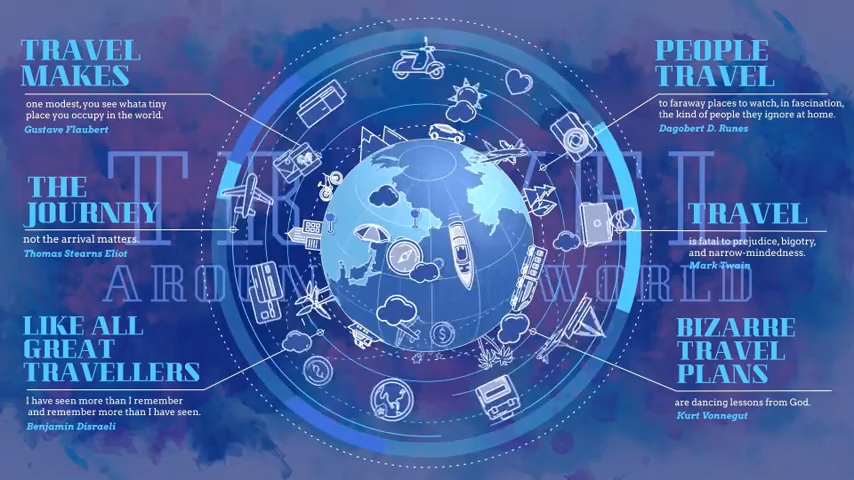 TRAVEL
MAKES
one modest, you see whata tiny
place you occupy in the world.
Gustave Flaubert
THE
JOURNEY
not the arrival matters.
Thomas Stearns Eliot
LIKE ALL
GREAT
TRAVELLERS
I have seen more than I remember
and remember more than I have seen.
Benjamin Disraeli
PEOPLE
TRAVEL
to faraway places to watch, in fascination,
the kind of people they ignore at home.
Dagobert D. Runes
TRAVEL
is fatal to prejudice, bigotry,
and narrow-mindedness.
Mark Twain
BIZARRE
TRAVEL
PLANS
are dancing lessons from God.
Kurt Vonnegut
TRAVEL
AROUND WORLD